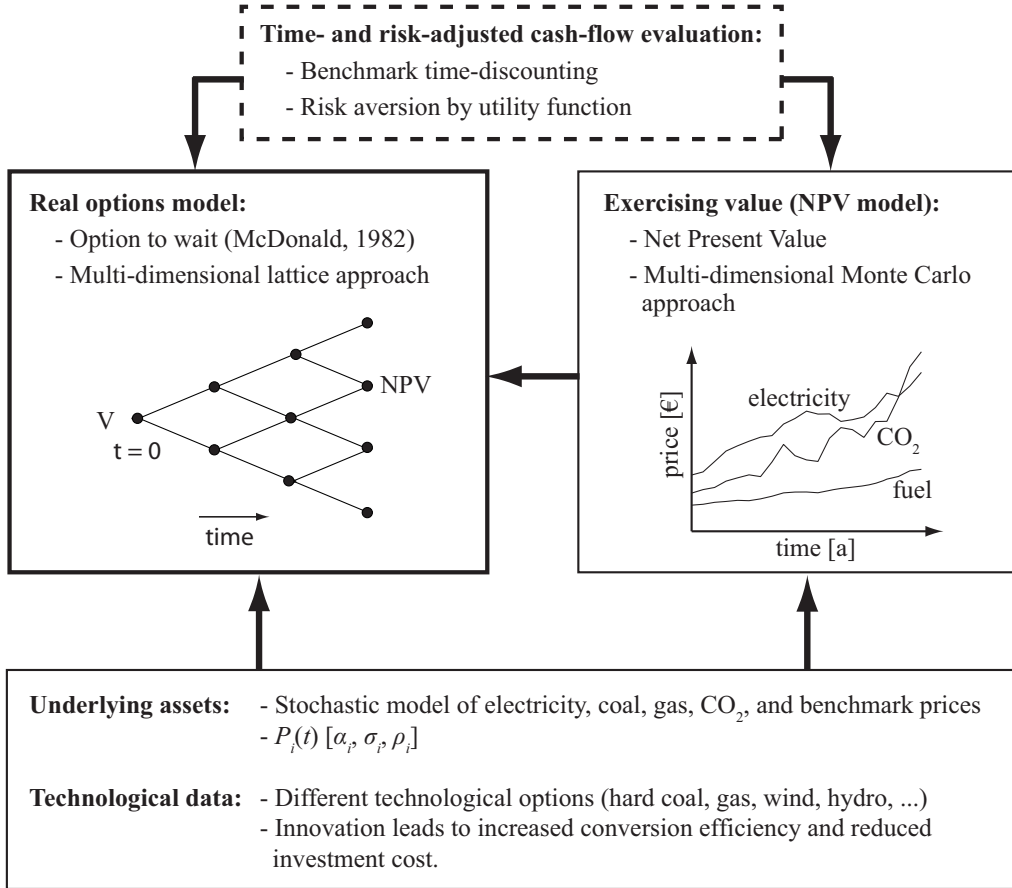 Time- and risk-adjusted cash-flow evaluation:
- Benchmark time-discounting
- Risk aversion by utility function
Real options model:
- Option to wait (McDonald, 1982)
- Multi-dimensional lattice approach
V
t = 0
NPV
time
Exercising value (NPV model):
- Net Present Value
- Multi-dimensional Monte Carlo
approach
price [€]
electricity
CO₂
fuel
time [a]
Underlying assets: - Stochastic model of electricity, coal, gas, CO₂, and benchmark prices
- Pᵢ(t) [αᵢ, σᵢ, ρᵢ]
Technological data: - Different technological options (hard coal, gas, wind, hydro, ...)
- Innovation leads to increased conversion efficiency and reduced
investment cost.